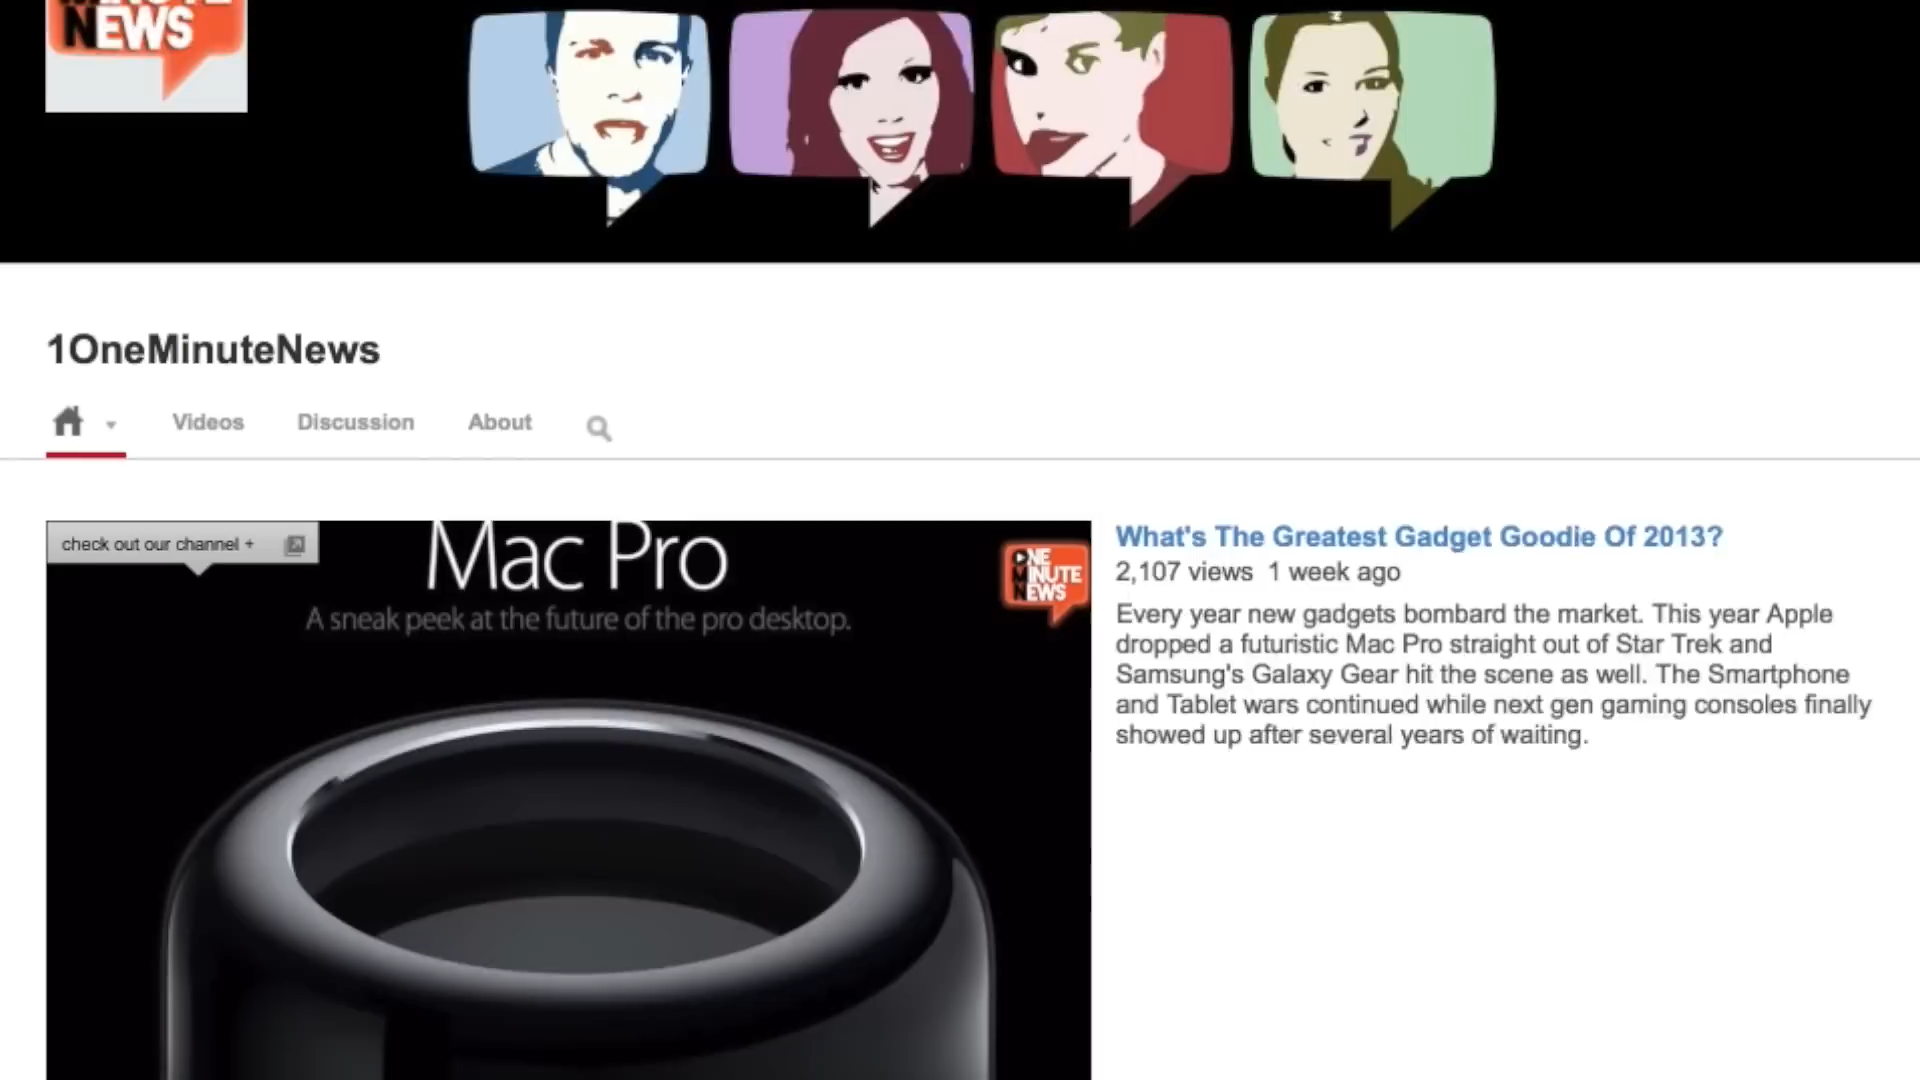 MINUTE
NEWS
1OneMinuteNews
Videos Discussion About
check out our channel +
Mac Pro
A sneak peek at the future of the pro desktop.
ONE
MINUTE
NEWS
What's The Greatest Gadget Goodie Of 2013?
2,107 views 1 week ago
Every year new gadgets bombard the market. This year Apple
dropped a futuristic Mac Pro straight out of Star Trek and
Samsung's Galaxy Gear hit the scene as well. The Smartphone
and Tablet wars continued while next gen gaming consoles finally
showed up after several years of waiting.